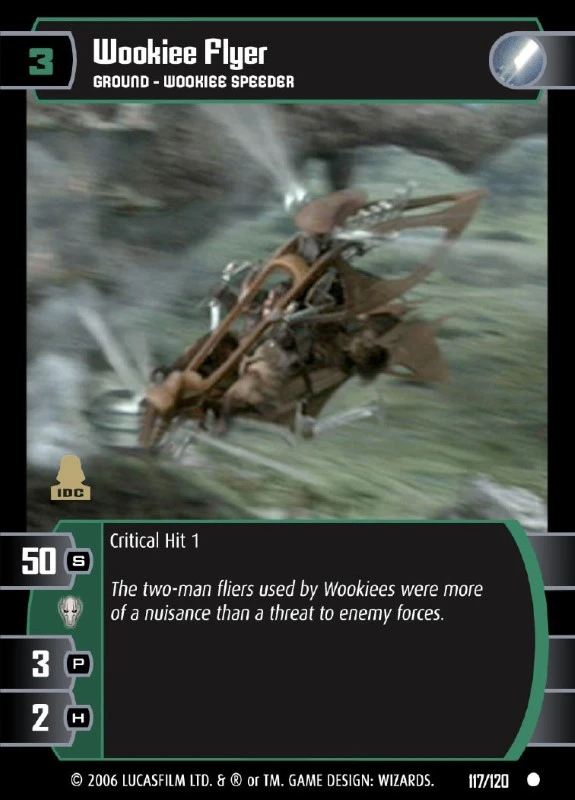 3
Wookiee Flyer
GROUND - WOOKIEE SPEEDER
IDC
50 S
Critical Hit 1
The two-man fliers used by Wookiees were more
of a nuisance than a threat to enemy forces.
3 P
2 H
© 2006 LUCASFILM LTD. & ® or TM. GAME DESIGN: WIZARDS. 117/120